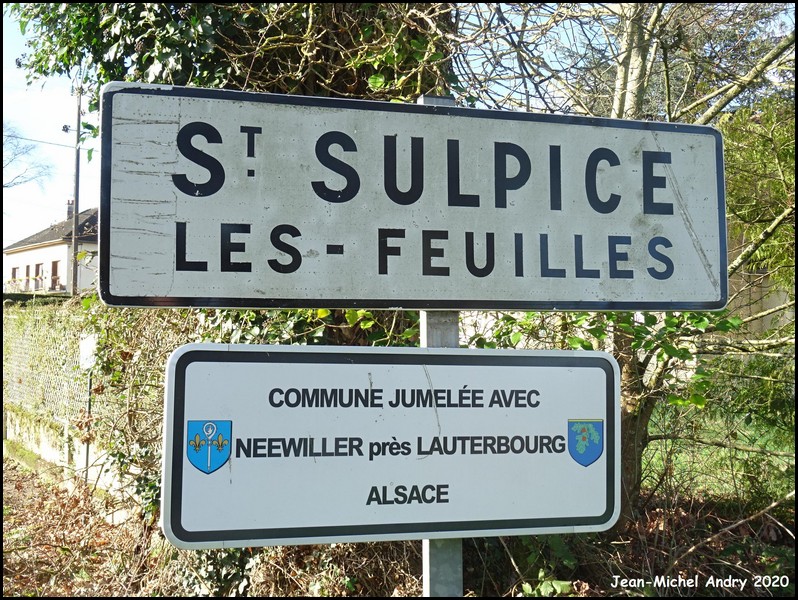 ST SULPICE
LES-FEUILLES
COMMUNE JUMELÉE AVEC
NEEWILLER près LAUTERBOURG
ALSACE
Jean-Michel Andry 2020